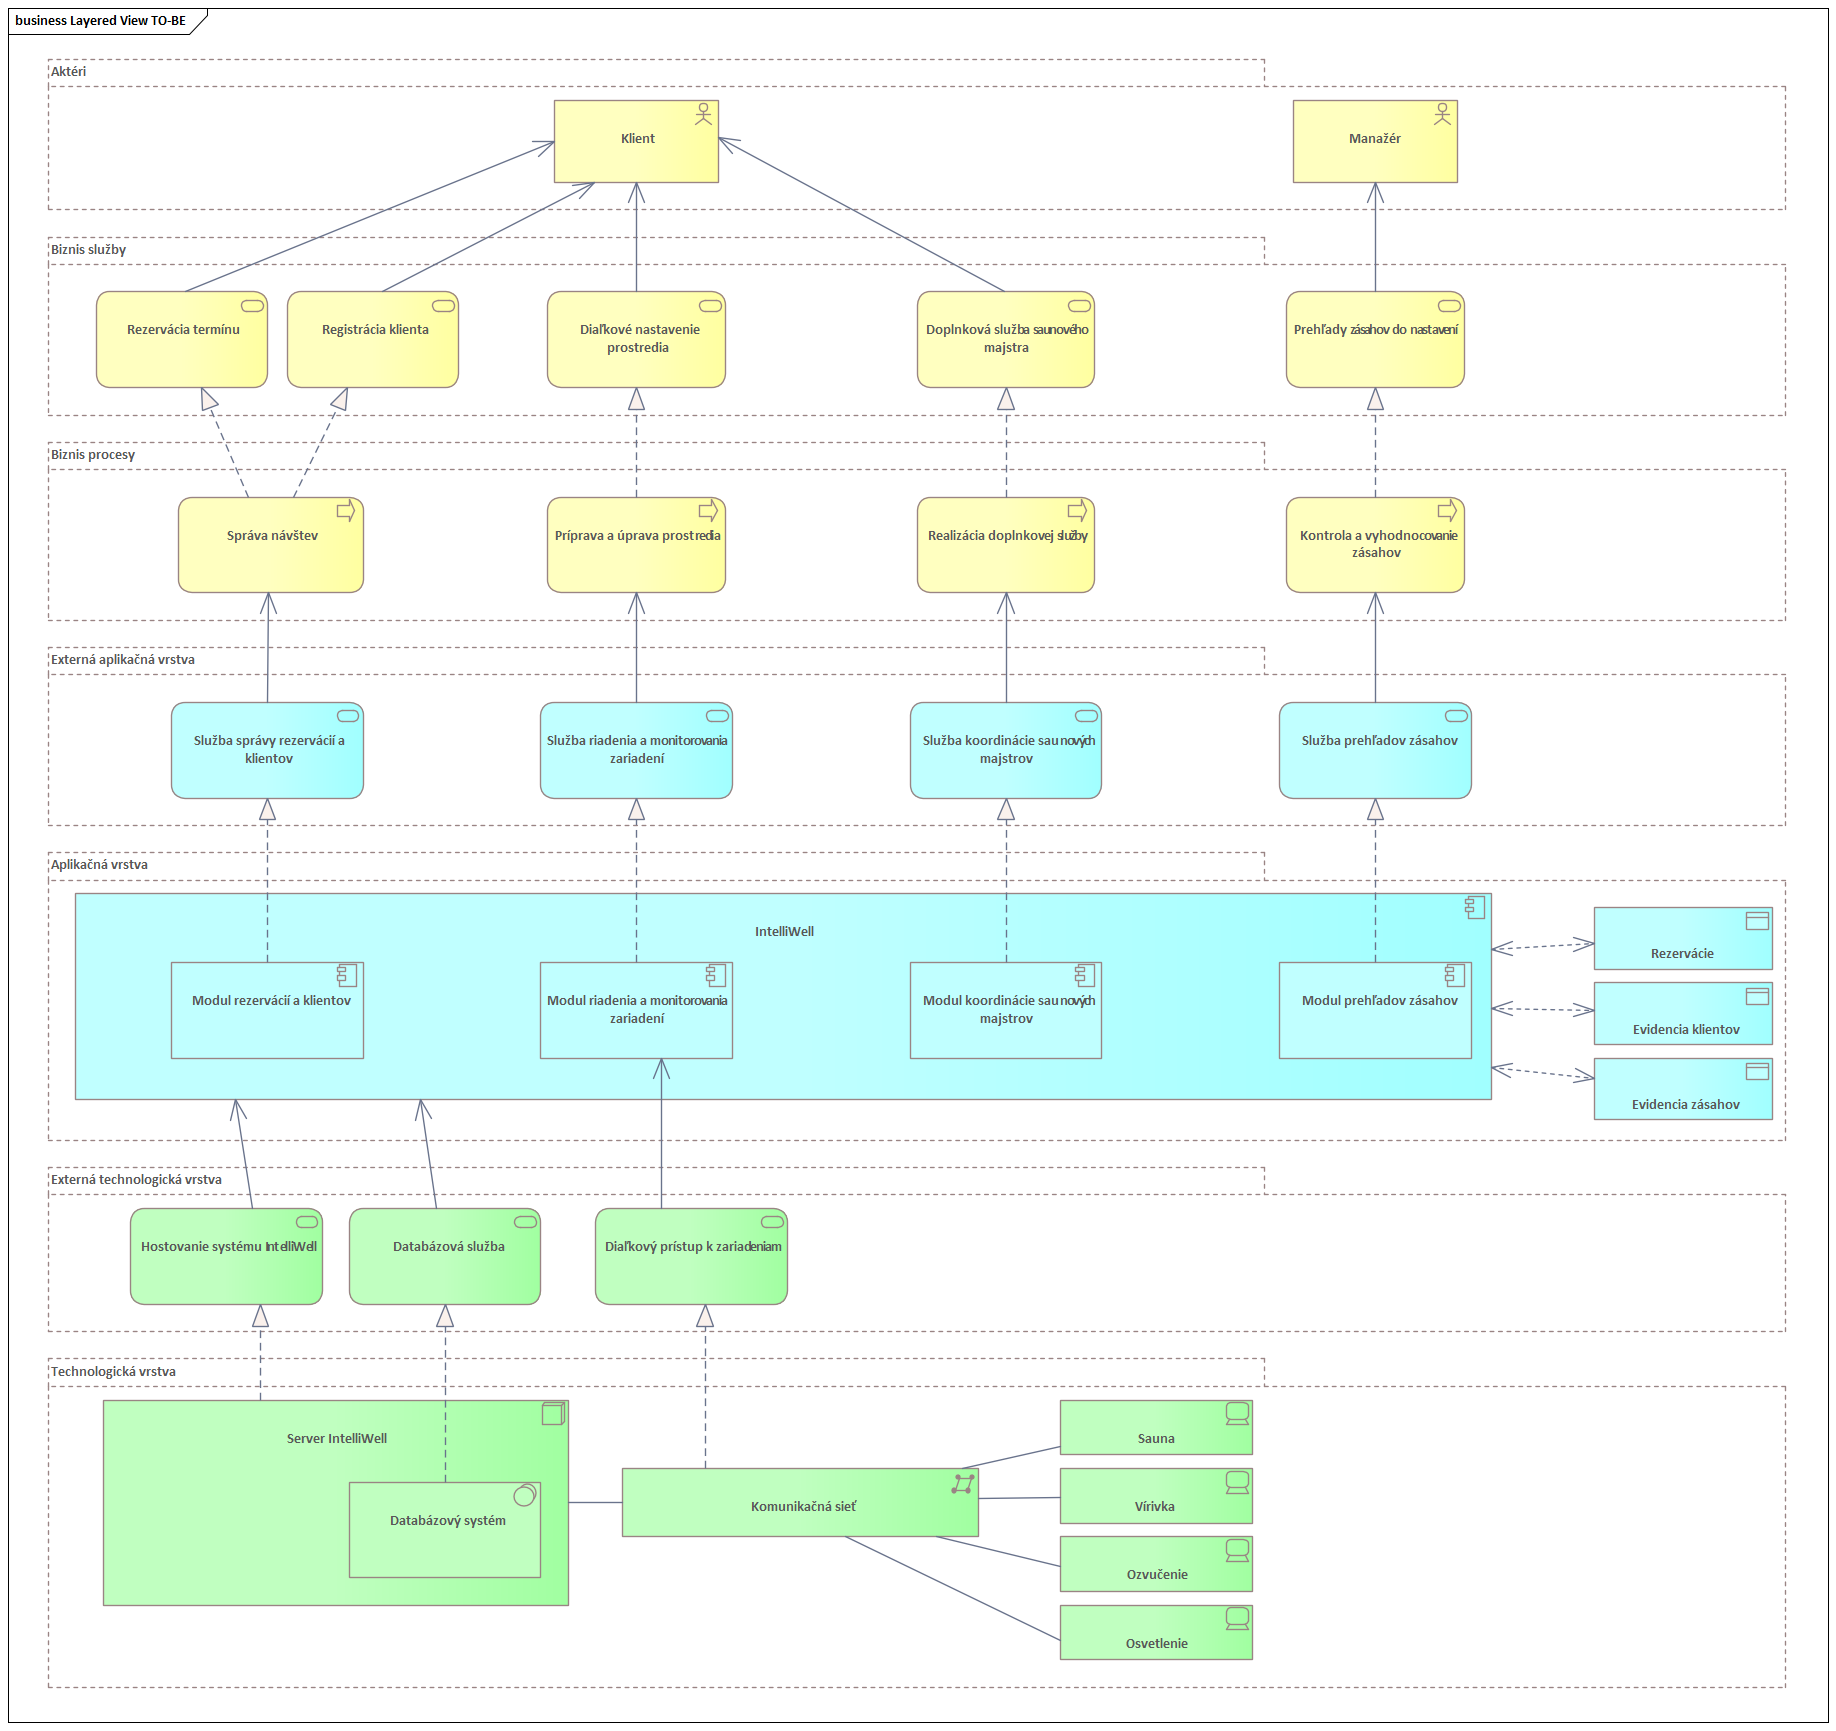 business Layered View TO-BE
Aktéri
Klient
Manažér
Biznis služby
Rezervácia termínu
Registrácia klienta
Diaľkové nastavenie
prostredia
Doplnková služba saunového
majstra
Prehľady zásahov do nastavení
Biznis procesy
Správa návštev
Príprava a úprava prostredia
Realizácia doplnkovej služby
Kontrola a vyhodnocovanie
zásahov
Externá aplikačná vrstva
Služba správy rezervácií a
klientov
Služba riadenia a monitorovania
zariadení
Služba koordinácie saunových
majstrov
Služba prehľadov zásahov
Aplikačná vrstva
IntelliWell
Modul rezervácií a klientov
Modul riadenia a monitorovania
zariadení
Modul koordinácie saunových
majstrov
Modul prehľadov zásahov
Rezervácie
Evidencia klientov
Evidencia zásahov
Externá technologická vrstva
Hostovanie systému IntelliWell
Databázová služba
Diaľkový prístup k zariadeniam
Technologická vrstva
Server IntelliWell
Databázový systém
Komunikačná sieť
Sauna
Vírivka
Ozvučenie
Osvetlenie